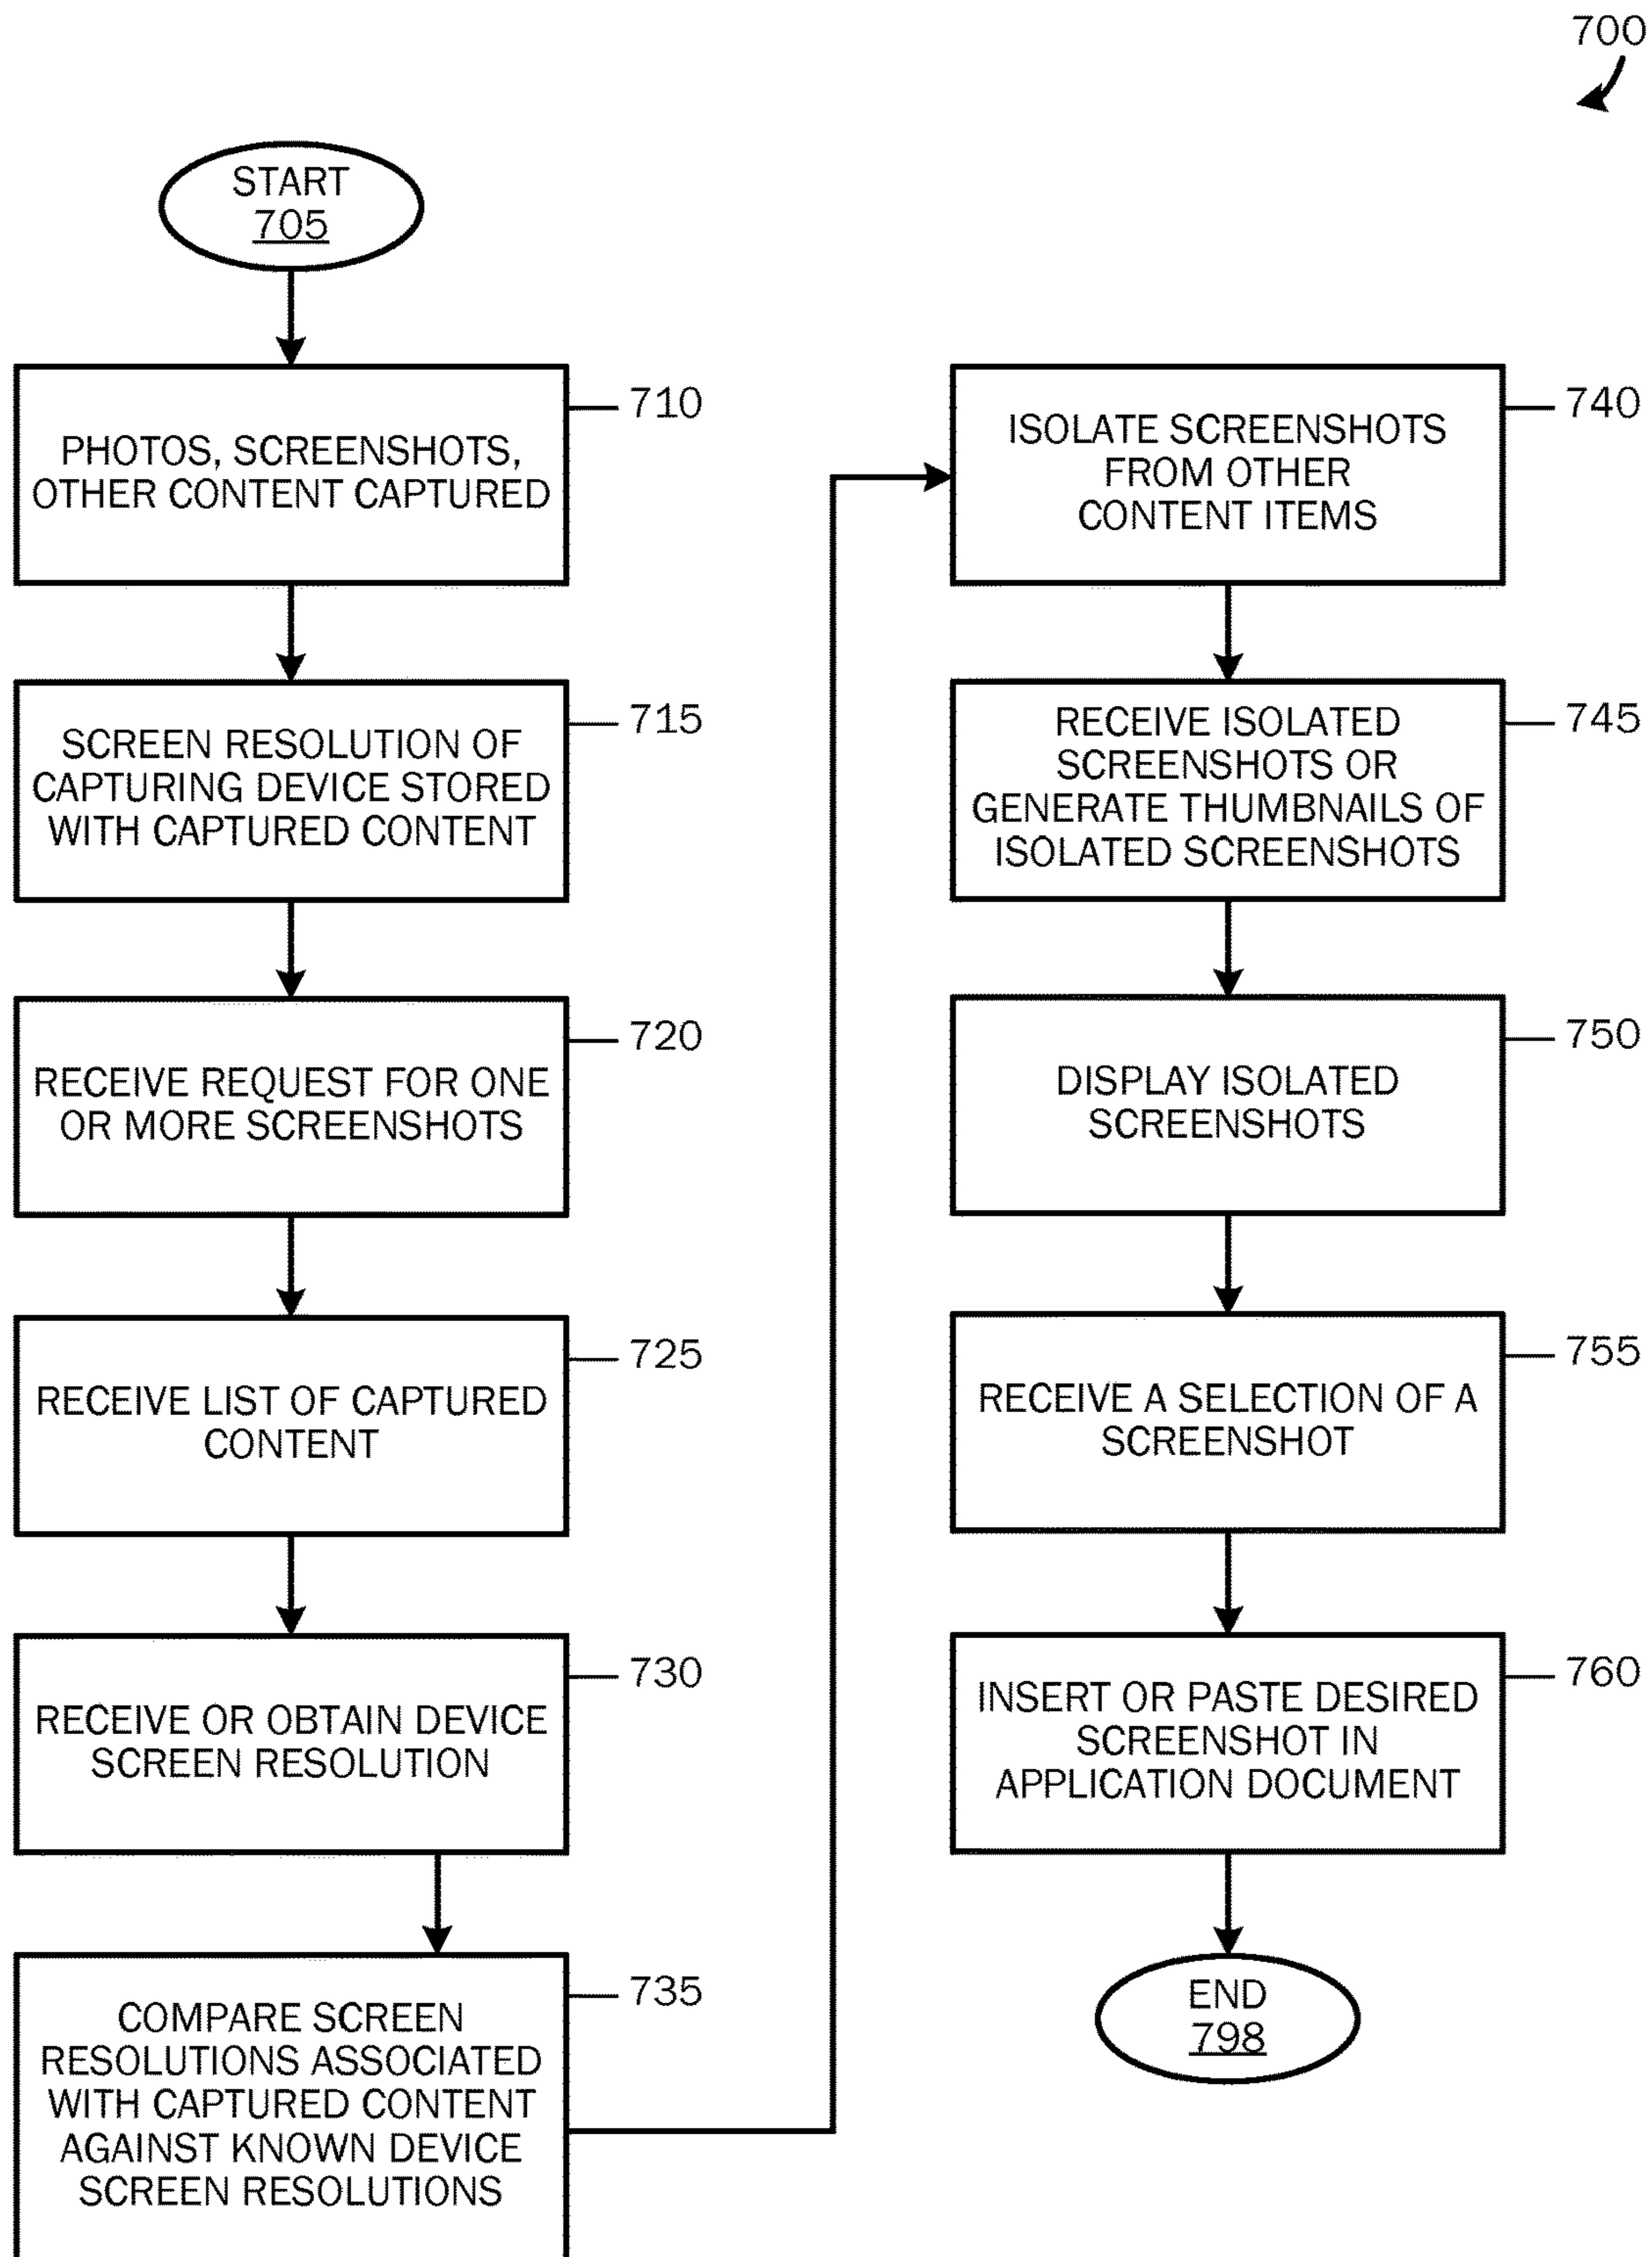 700
START
705
PHOTOS, SCREENSHOTS,
OTHER CONTENT CAPTURED
710
SCREEN RESOLUTION OF
CAPTURING DEVICE STORED
WITH CAPTURED CONTENT
715
RECEIVE REQUEST FOR ONE
OR MORE SCREENSHOTS
720
RECEIVE LIST OF CAPTURED
CONTENT
725
RECEIVE OR OBTAIN DEVICE
SCREEN RESOLUTION
730
COMPARE SCREEN
RESOLUTIONS ASSOCIATED
WITH CAPTURED CONTENT
AGAINST KNOWN DEVICE
SCREEN RESOLUTIONS
735
ISOLATE SCREENSHOTS
FROM OTHER
CONTENT ITEMS
740
RECEIVE ISOLATED
SCREENSHOTS OR
GENERATE THUMBNAILS OF
ISOLATED SCREENSHOTS
745
DISPLAY ISOLATED
SCREENSHOTS
750
RECEIVE A SELECTION OF A
SCREENSHOT
755
INSERT OR PASTE DESIRED
SCREENSHOT IN
APPLICATION DOCUMENT
760
END
798